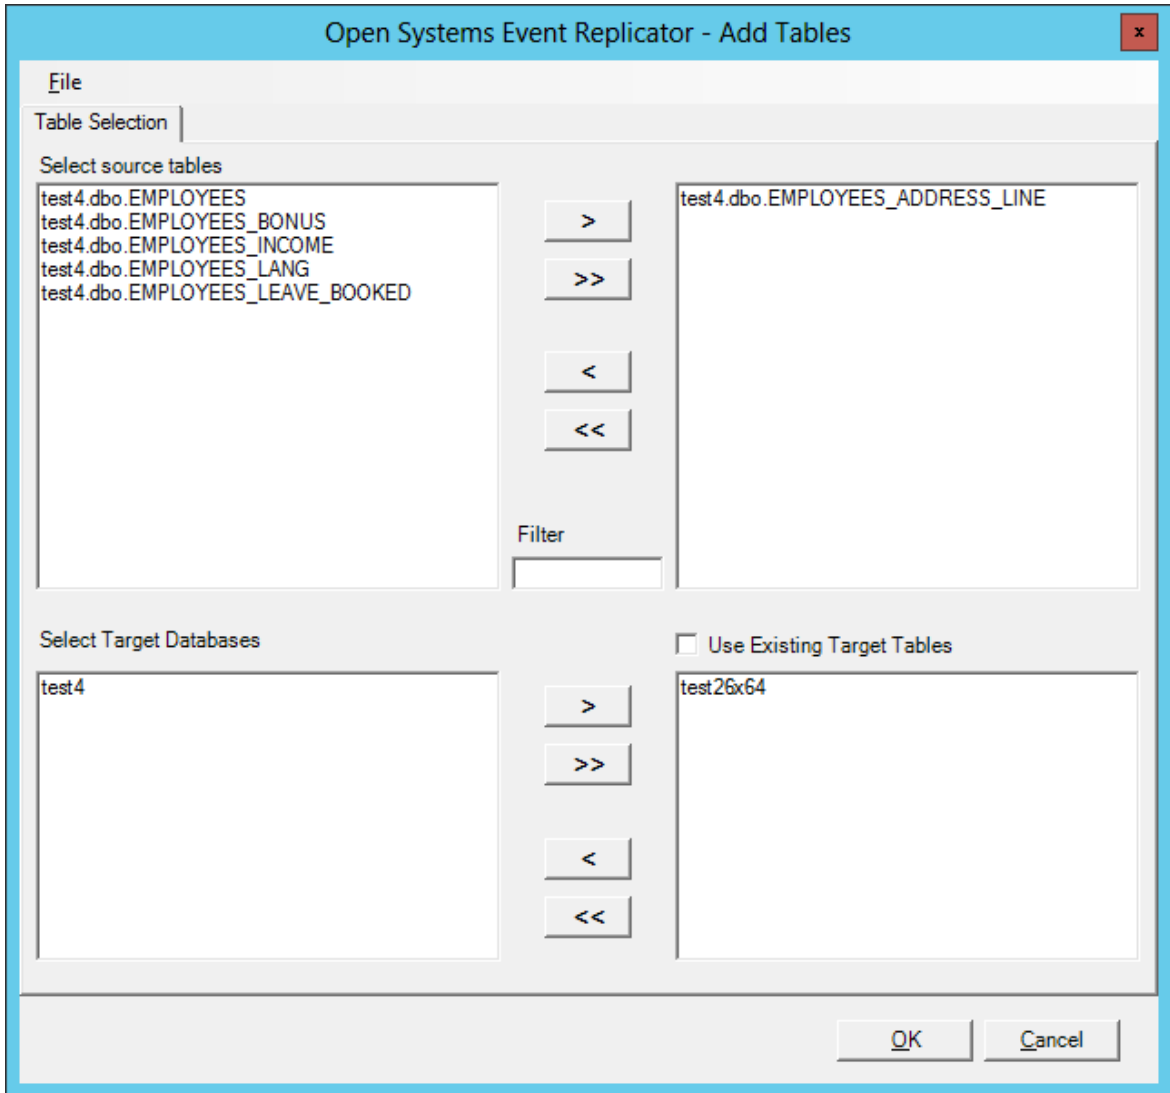 Open Systems Event Replicator - Add Tables
x
File
Table Selection
Select source tables
test4.dbo.EMPLOYEES
test4.dbo.EMPLOYEES_BONUS
test4.dbo.EMPLOYEES_INCOME
test4.dbo.EMPLOYEES_LANG
test4.dbo.EMPLOYEES_LEAVE_BOOKED
>
>>
<
<<
Filter
test4.dbo.EMPLOYEES_ADDRESS_LINE
Select Target Databases
Use Existing Target Tables
test4
>
>>
<
<<
test26x64
OK
Cancel